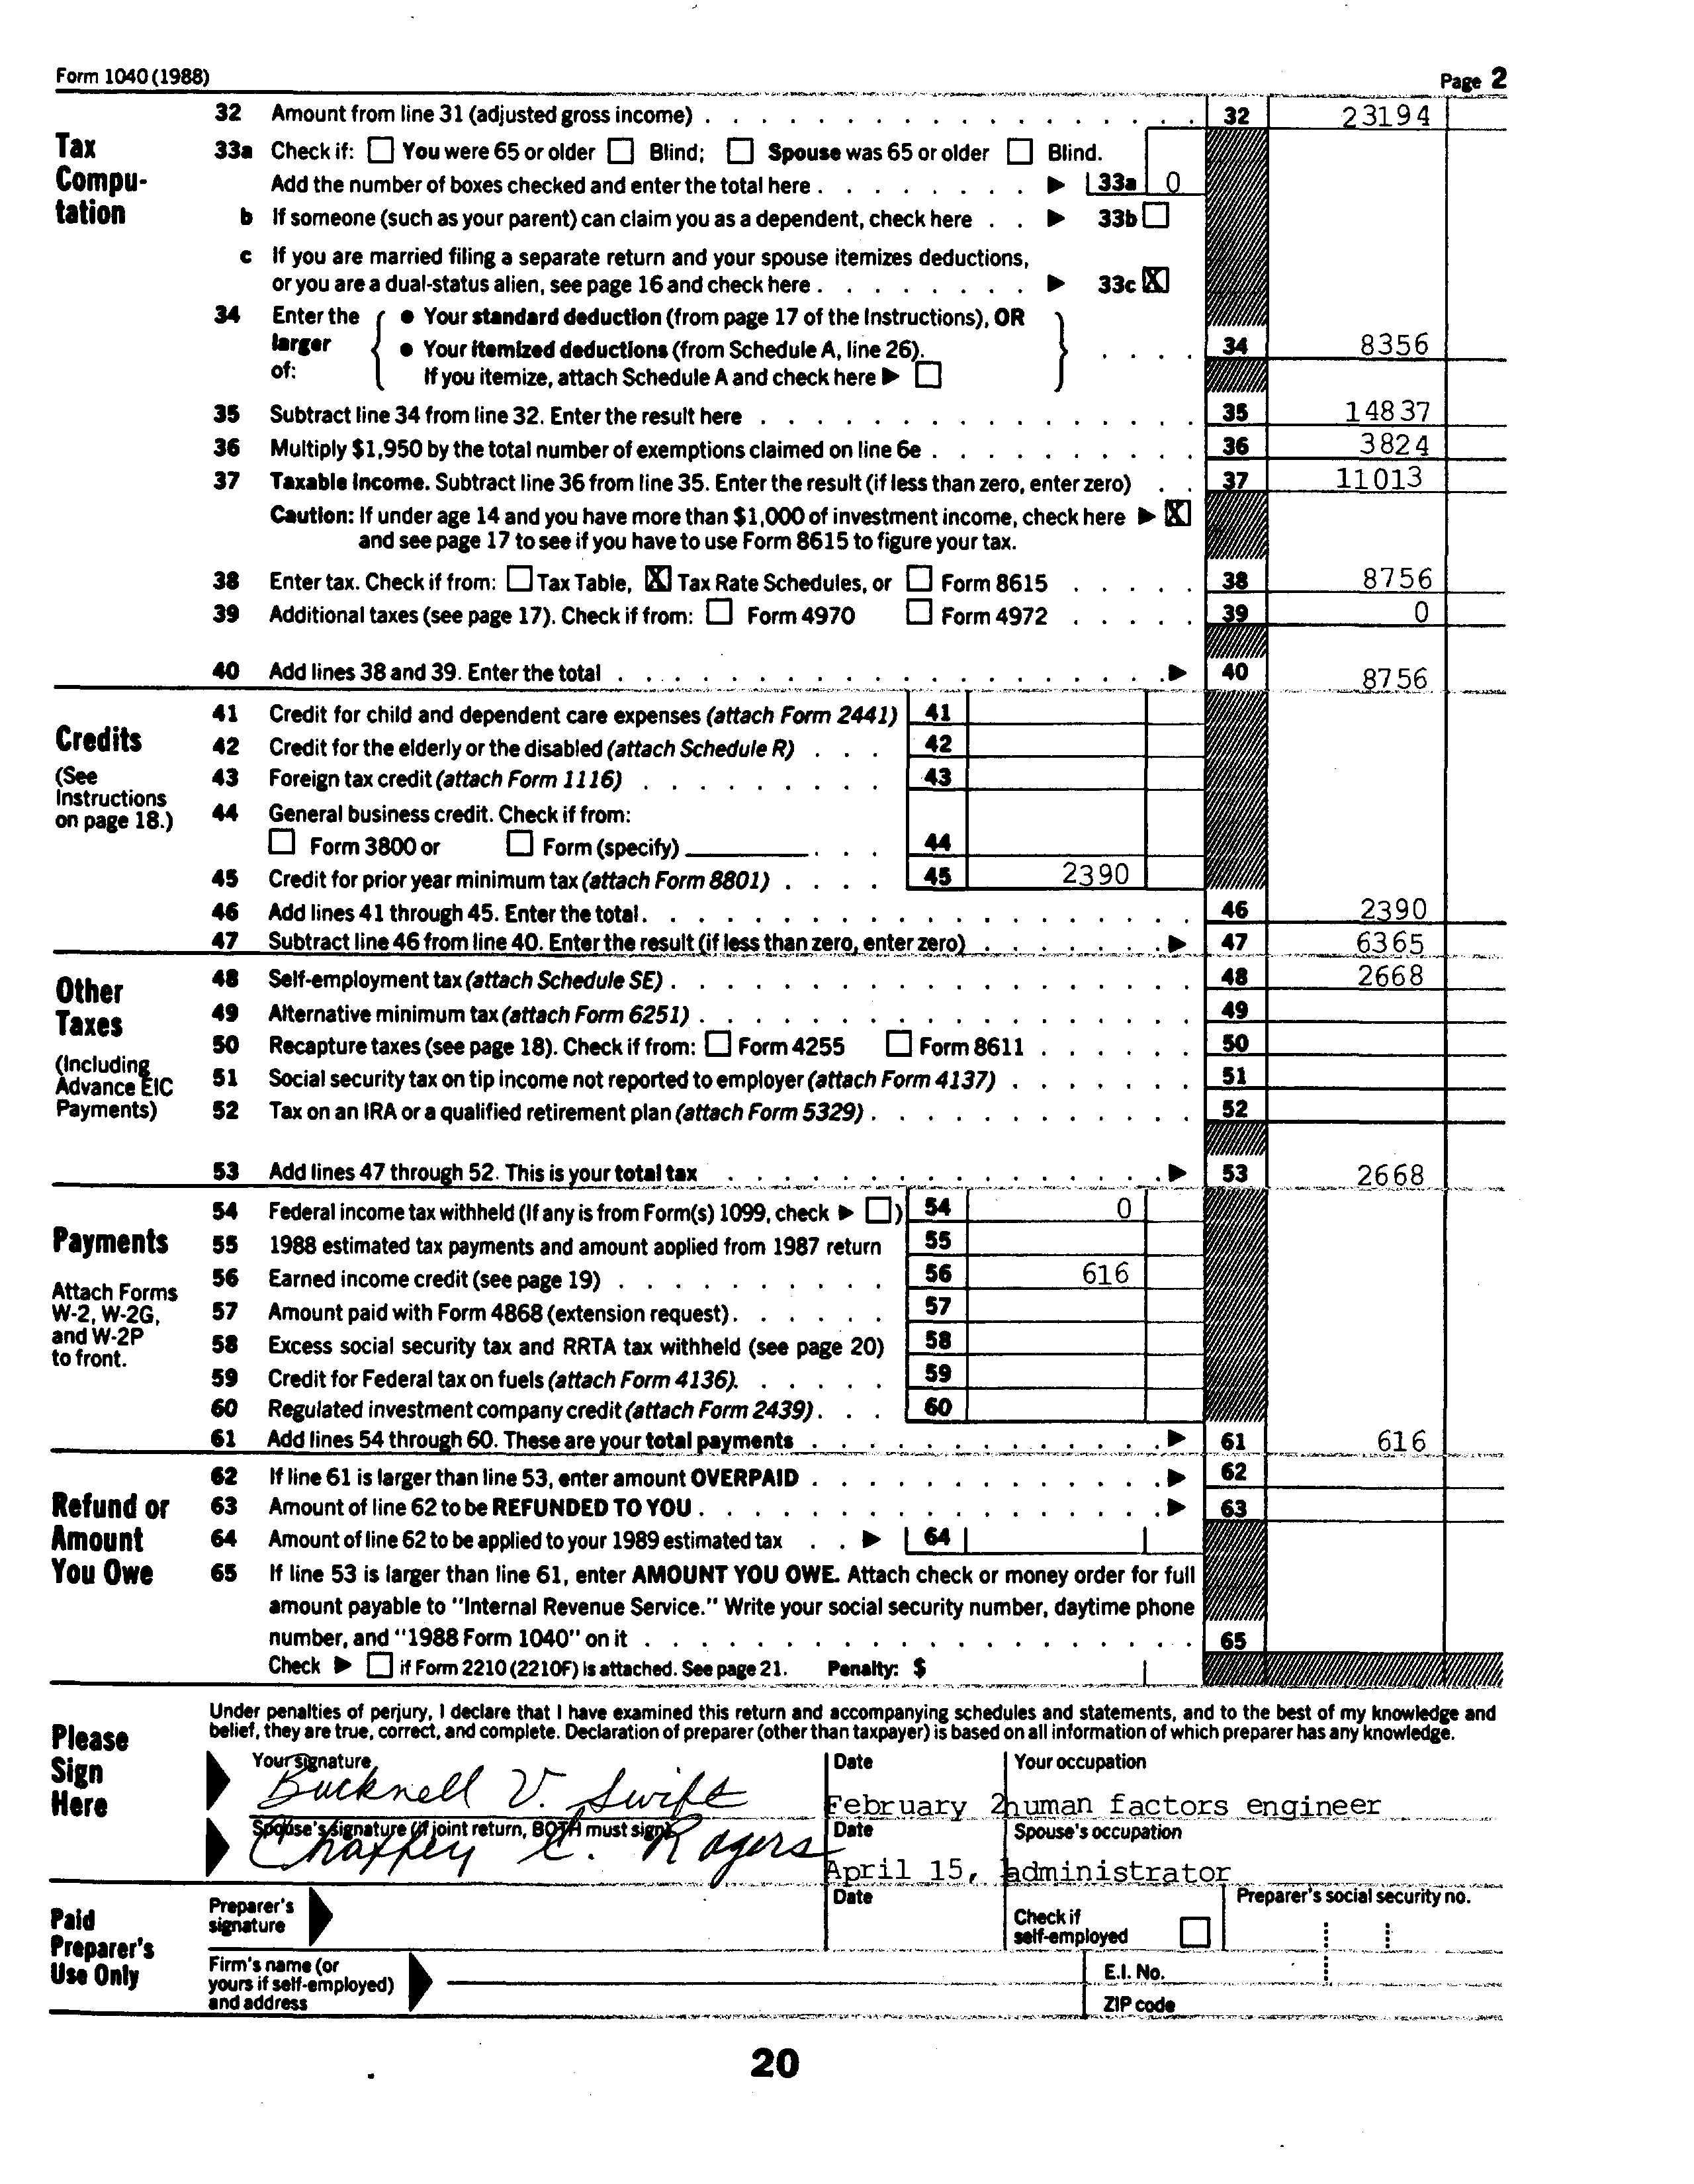 Form 1040 (1988) Page 2
32 Amount from line 31 (adjusted gross income) . . . . 32 23194
Tax Compu- tation
33a Check if: ☐ You were 65 or older ☐ Blind; ☐ Spouse was 65 or older ☐ Blind.
Add the number of boxes checked and enter the total here . . . . ▶ 33a 0
b If someone (such as your parent) can claim you as a dependent, check here . . ▶ 33b ☐
c If you are married filing a separate return and your spouse itemizes deductions,
or you are a dual-status alien, see page 16 and check here . . . . ▶ 33c ☒
34 Enter the larger of: { ● Your standard deduction (from page 17 of the Instructions), OR
● Your itemized deductions (from Schedule A, line 26). } . . . . 34 8356
If you itemize, attach Schedule A and check here ▶ ☐
35 Subtract line 34 from line 32. Enter the result here . . . . 35 14837
36 Multiply $1,950 by the total number of exemptions claimed on line 6e . . . . 36 3824
37 Taxable income. Subtract line 36 from line 35. Enter the result (if less than zero, enter zero) . . 37 11013
Caution: If under age 14 and you have more than $1,000 of investment income, check here ▶ ☒
and see page 17 to see if you have to use Form 8615 to figure your tax.
38 Enter tax. Check if from: ☐ Tax Table, ☒ Tax Rate Schedules, or ☐ Form 8615 . . . . 38 8756
39 Additional taxes (see page 17). Check if from: ☐ Form 4970 ☐ Form 4972 . . . . 39 0
40 Add lines 38 and 39. Enter the total . . . . ▶ 40 8756
Credits
(See Instructions on page 18.)
41 Credit for child and dependent care expenses (attach Form 2441) 41
42 Credit for the elderly or the disabled (attach Schedule R) . . . 42
43 Foreign tax credit (attach Form 1116) . . . . 43
44 General business credit. Check if from:
☐ Form 3800 or ☐ Form (specify) ________ . . . 44
45 Credit for prior year minimum tax (attach Form 8801) . . . . 45 2390
46 Add lines 41 through 45. Enter the total . . . . 46 2390
47 Subtract line 46 from line 40. Enter the result (if less than zero, enter zero) . . . . ▶ 47 6365
Other Taxes
(Including Advance EIC Payments)
48 Self-employment tax (attach Schedule SE) . . . . 48 2668
49 Alternative minimum tax (attach Form 6251) . . . . 49
50 Recapture taxes (see page 18). Check if from: ☐ Form 4255 ☐ Form 8611 . . . . 50
51 Social security tax on tip income not reported to employer (attach Form 4137) . . . . 51
52 Tax on an IRA or a qualified retirement plan (attach Form 5329) . . . . 52
53 Add lines 47 through 52. This is your total tax . . . . ▶ 53 2668
Payments
Attach Forms W-2, W-2G, and W-2P to front.
54 Federal income tax withheld (If any is from Form(s) 1099, check ▶ ☐) 54 0
55 1988 estimated tax payments and amount applied from 1987 return 55
56 Earned income credit (see page 19) . . . . 56 616
57 Amount paid with Form 4868 (extension request) . . . . 57
58 Excess social security tax and RRTA tax withheld (see page 20) 58
59 Credit for Federal tax on fuels (attach Form 4136). . . . . 59
60 Regulated investment company credit (attach Form 2439) . . . 60
61 Add lines 54 through 60. These are your total payments . . . . ▶ 61 616
Refund or Amount You Owe
62 If line 61 is larger than line 53, enter amount OVERPAID . . . . ▶ 62
63 Amount of line 62 to be REFUNDED TO YOU . . . . ▶ 63
64 Amount of line 62 to be applied to your 1989 estimated tax . . ▶ 64
65 If line 53 is larger than line 61, enter AMOUNT YOU OWE. Attach check or money order for full
amount payable to "Internal Revenue Service." Write your social security number, daytime phone
number, and "1988 Form 1040" on it . . . . 65
Check ▶ ☐ if Form 2210 (2210F) is attached. See page 21. Penalty: $
Please Sign Here
Under penalties of perjury, I declare that I have examined this return and accompanying schedules and statements, and to the best of my knowledge and
belief, they are true, correct, and complete. Declaration of preparer (other than taxpayer) is based on all information of which preparer has any knowledge.
Your signature Date Your occupation
Bucknell V. Swift February 2 human factors engineer
Spouse's signature (if joint return, BOTH must sign) Date Spouse's occupation
Chaffey C. Rogers April 15, administrator
Paid Preparer's Use Only
Preparer's signature Date Check if self-employed ☐ Preparer's social security no.
Firm's name (or yours if self-employed) and address E.I. No.
ZIP code
20